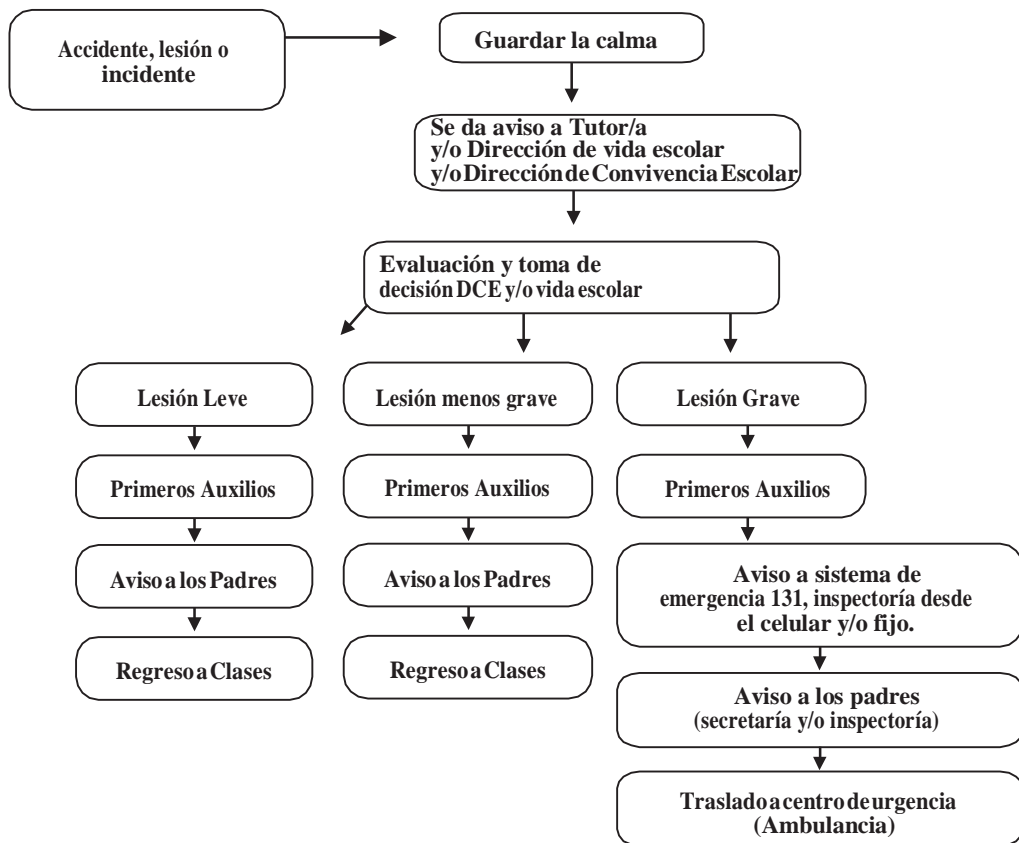 Accidente, lesión o
incidente
Guardar la calma
Se da aviso a Tutor/a
y/o Dirección de vida escolar
y/o Dirección de Convivencia Escolar
Evaluación y toma de
decisión DCE y/o vida escolar
Lesión Leve
Primeros Auxilios
Aviso a los Padres
Regreso a Clases
Lesión menos grave
Primeros Auxilios
Aviso a los Padres
Regreso a Clases
Lesión Grave
Primeros Auxilios
Aviso a sistema de
emergencia 131, inspectoría desde
el celular y/o fijo.
Aviso a los padres
(secretaría y/o inspectoría)
Traslado a centro de urgencia
(Ambulancia)